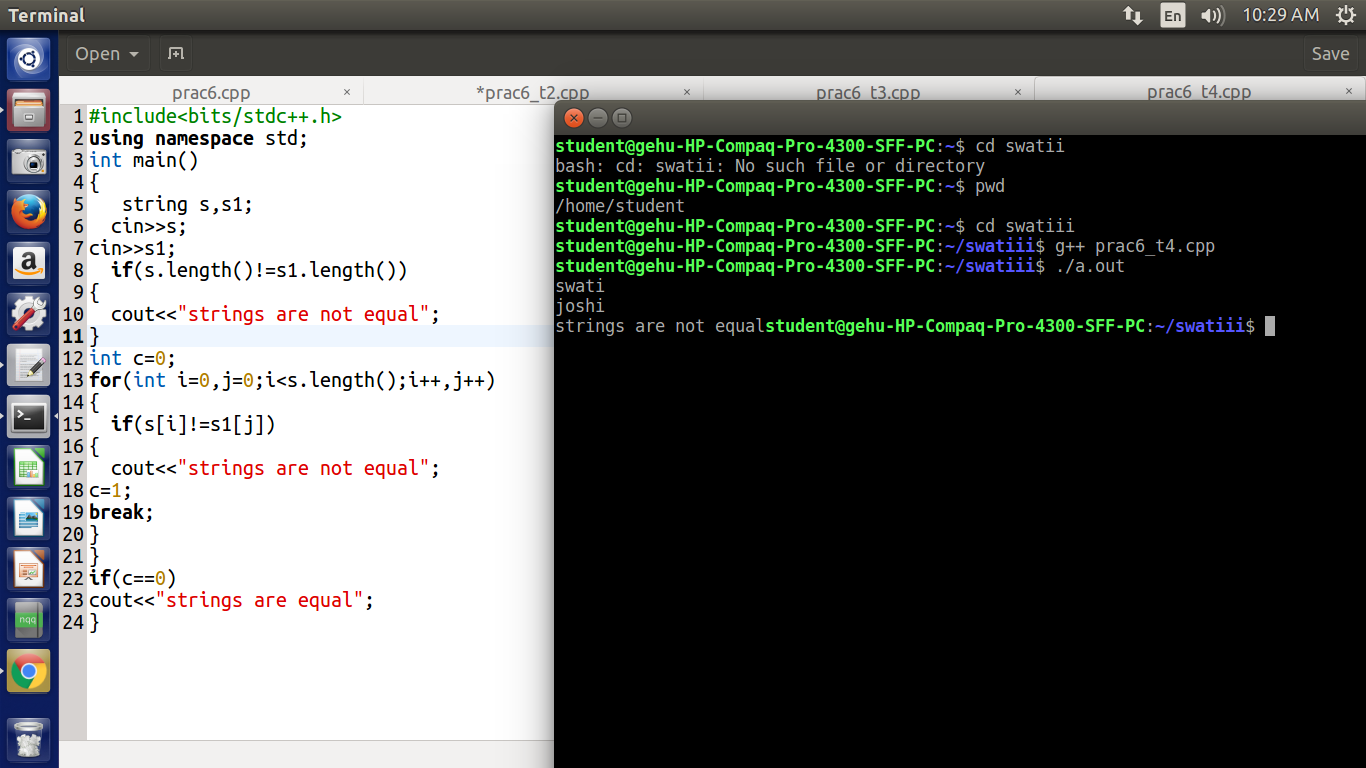 Terminal
En
10:29 AM
Open
Save
prac6.cpp ×
*prac6_t2.cpp ×
prac6_t3.cpp ×
prac6_t4.cpp ×
1 #include<bits/stdc++.h>
2 using namespace std;
3 int main()
4 {
5    string s,s1;
6   cin>>s;
7 cin>>s1;
8   if(s.length()!=s1.length())
9 {
10   cout<<"strings are not equal";
11 }
12 int c=0;
13 for(int i=0,j=0;i<s.length();i++,j++)
14 {
15   if(s[i]!=s1[j])
16 {
17   cout<<"strings are not equal";
18 c=1;
19 break;
20 }
21 }
22 if(c==0)
23 cout<<"strings are equal";
24 }
student@gehu-HP-Compaq-Pro-4300-SFF-PC:~$ cd swatii
bash: cd: swatii: No such file or directory
student@gehu-HP-Compaq-Pro-4300-SFF-PC:~$ pwd
/home/student
student@gehu-HP-Compaq-Pro-4300-SFF-PC:~$ cd swatiii
student@gehu-HP-Compaq-Pro-4300-SFF-PC:~/swatiii$ g++ prac6_t4.cpp
student@gehu-HP-Compaq-Pro-4300-SFF-PC:~/swatiii$ ./a.out
swati
joshi
strings are not equalstudent@gehu-HP-Compaq-Pro-4300-SFF-PC:~/swatiii$
a
nqq